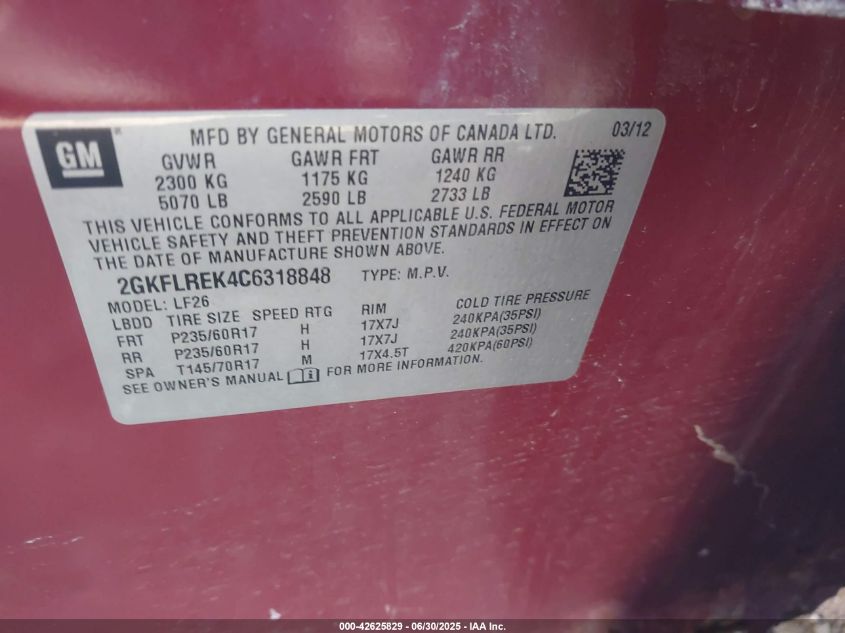 GM
MFD BY GENERAL MOTORS OF CANADA LTD. 03/12
GVWR GAWR FRT GAWR RR
2300 KG 1175 KG 1240 KG
5070 LB 2590 LB 2733 LB
THIS VEHICLE CONFORMS TO ALL APPLICABLE U.S. FEDERAL MOTOR
VEHICLE SAFETY AND THEFT PREVENTION STANDARDS IN EFFECT ON
THE DATE OF MANUFACTURE SHOWN ABOVE.
2GKFLREK4C6318848 TYPE: M.P.V.
MODEL: LF26
LBDD TIRE SIZE SPEED RTG RIM COLD TIRE PRESSURE
FRT P235/60R17 H 17X7J 240KPA(35PSI)
RR P235/60R17 H 17X7J 240KPA(35PSI)
SPA T145/70R17 M 17X4.5T 420KPA(60PSI)
SEE OWNER'S MANUAL FOR MORE INFORMATION.
000-42625829 - 06/30/2025 - IAA Inc.